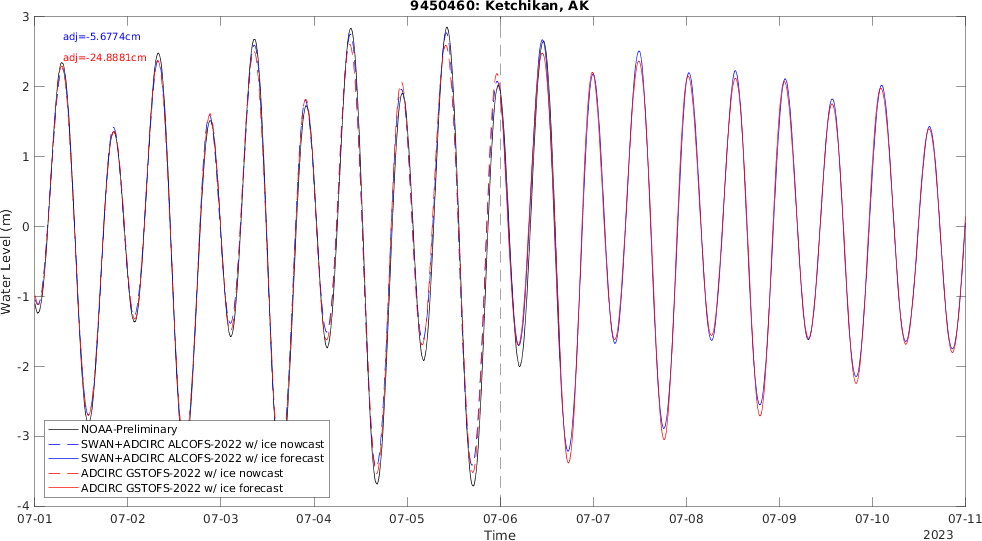 9450460: Ketchikan, AK
adj=-5.6774cm
adj=-24.8881cm
3
2
1
0
-1
-2
-3
-4
Water Level (m)
NOAA-Preliminary
SWAN+ADCIRC ALCOFS-2022 w/ ice nowcast
SWAN+ADCIRC ALCOFS-2022 w/ ice forecast
ADCIRC GSTOFS-2022 w/ ice nowcast
ADCIRC GSTOFS-2022 w/ ice forecast
07-01 07-02 07-03 07-04 07-05 07-06 07-07 07-08 07-09 07-10 07-11
Time
2023